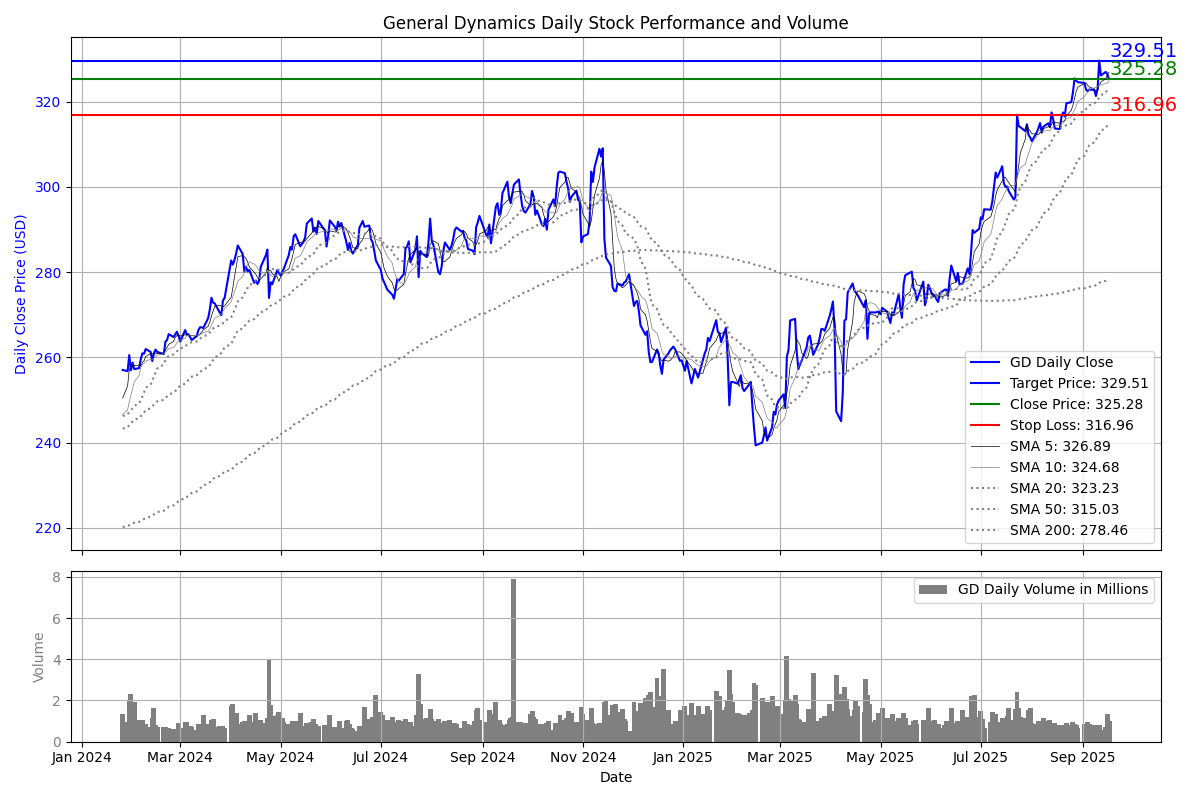 General Dynamics Daily Stock Performance and Volume
329.51
325.28
316.96
320
300
280
260
240
220
Daily Close Price (USD)
GD Daily Close
Target Price: 329.51
Close Price: 325.28
Stop Loss: 316.96
SMA 5: 326.89
SMA 10: 324.68
SMA 20: 323.23
SMA 50: 315.03
SMA 200: 278.46
8
6
4
2
0
Volume
GD Daily Volume in Millions
Jan 2024 Mar 2024 May 2024 Jul 2024 Sep 2024 Nov 2024 Jan 2025 Mar 2025 May 2025 Jul 2025 Sep 2025
Date